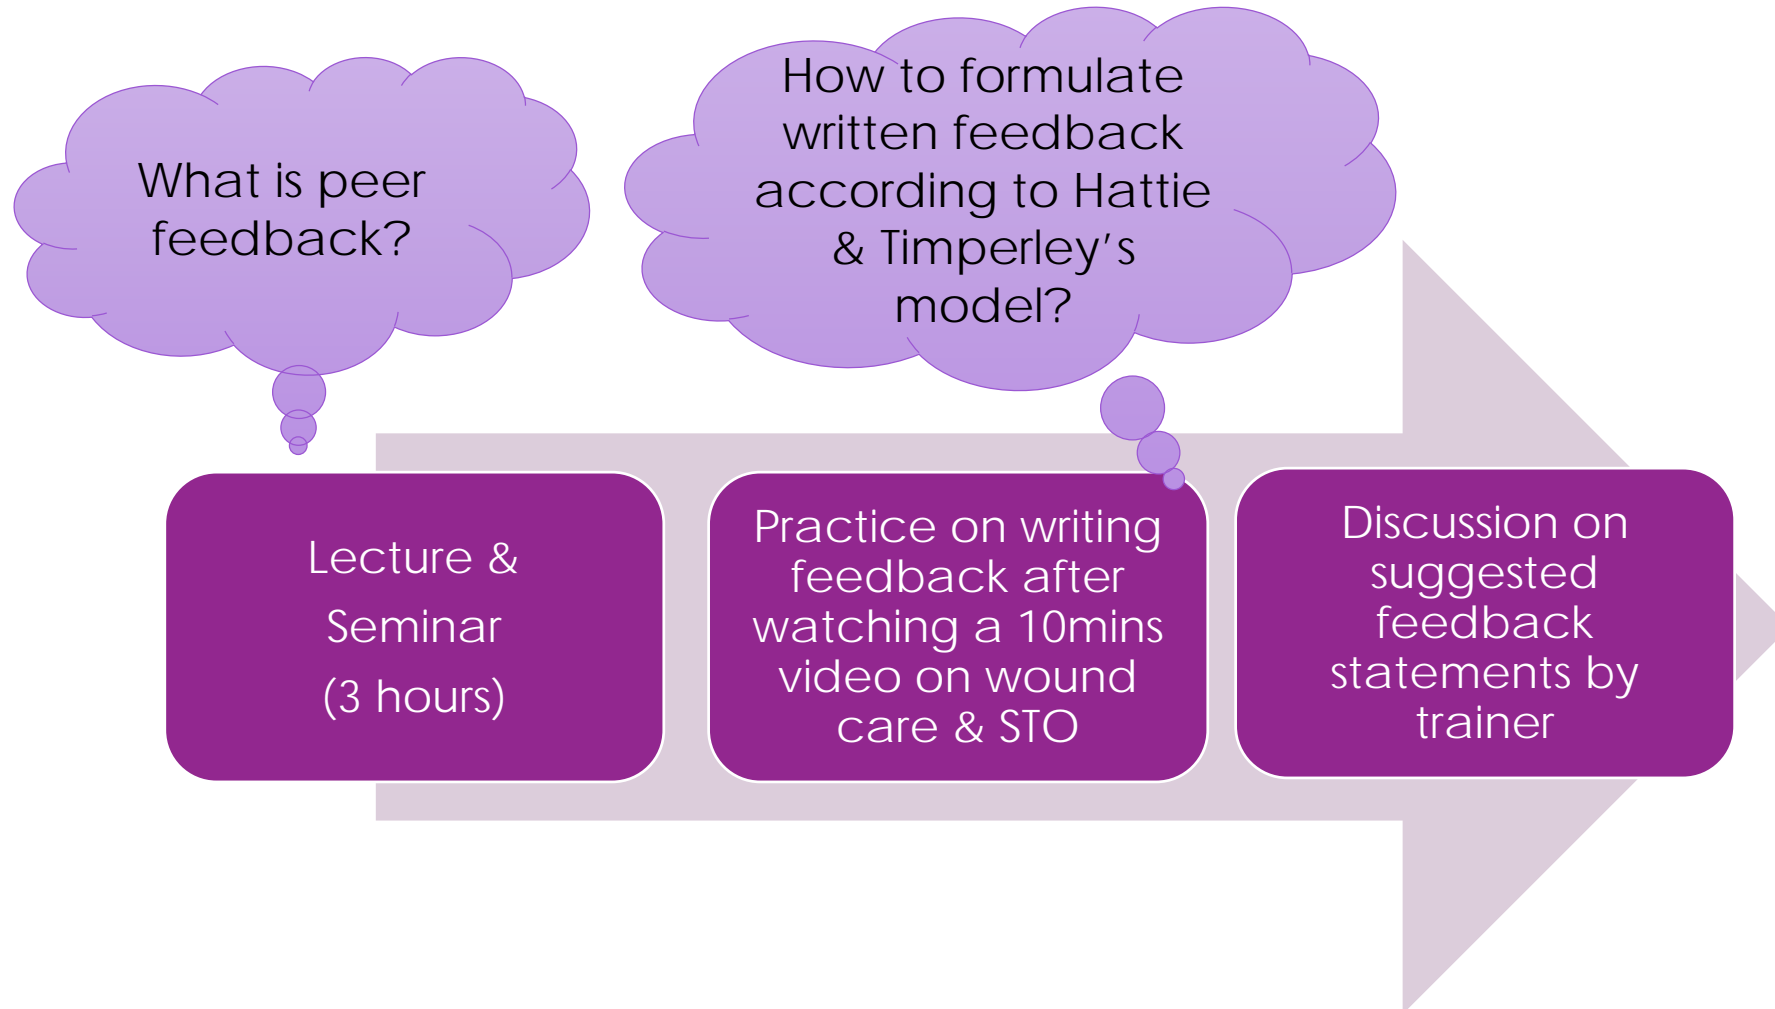 What is peer
feedback?
How to formulate
written feedback
according to Hattie
& Timperley’s
model?
Lecture &
Seminar
(3 hours)
Practice on writing
feedback after
watching a 10mins
video on wound
care & STO
Discussion on
suggested
feedback
statements by
trainer